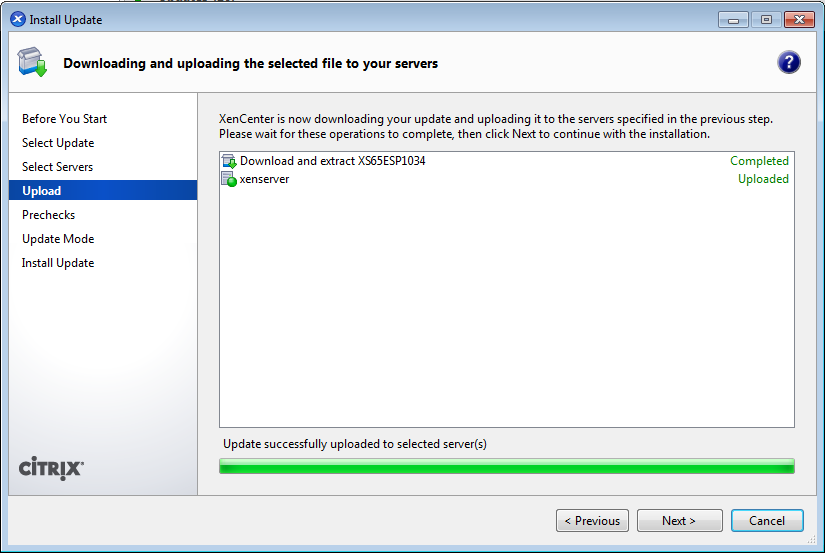 Install Update
Downloading and uploading the selected file to your servers
?
Before You Start
Select Update
Select Servers
Upload
Prechecks
Update Mode
Install Update
CITRIX
XenCenter is now downloading your update and uploading it to the servers specified in the previous step.
Please wait for these operations to complete, then click Next to continue with the installation.
Download and extract XS65ESP1034 Completed
xenserver Uploaded
Update successfully uploaded to selected server(s)
< Previous Next > Cancel